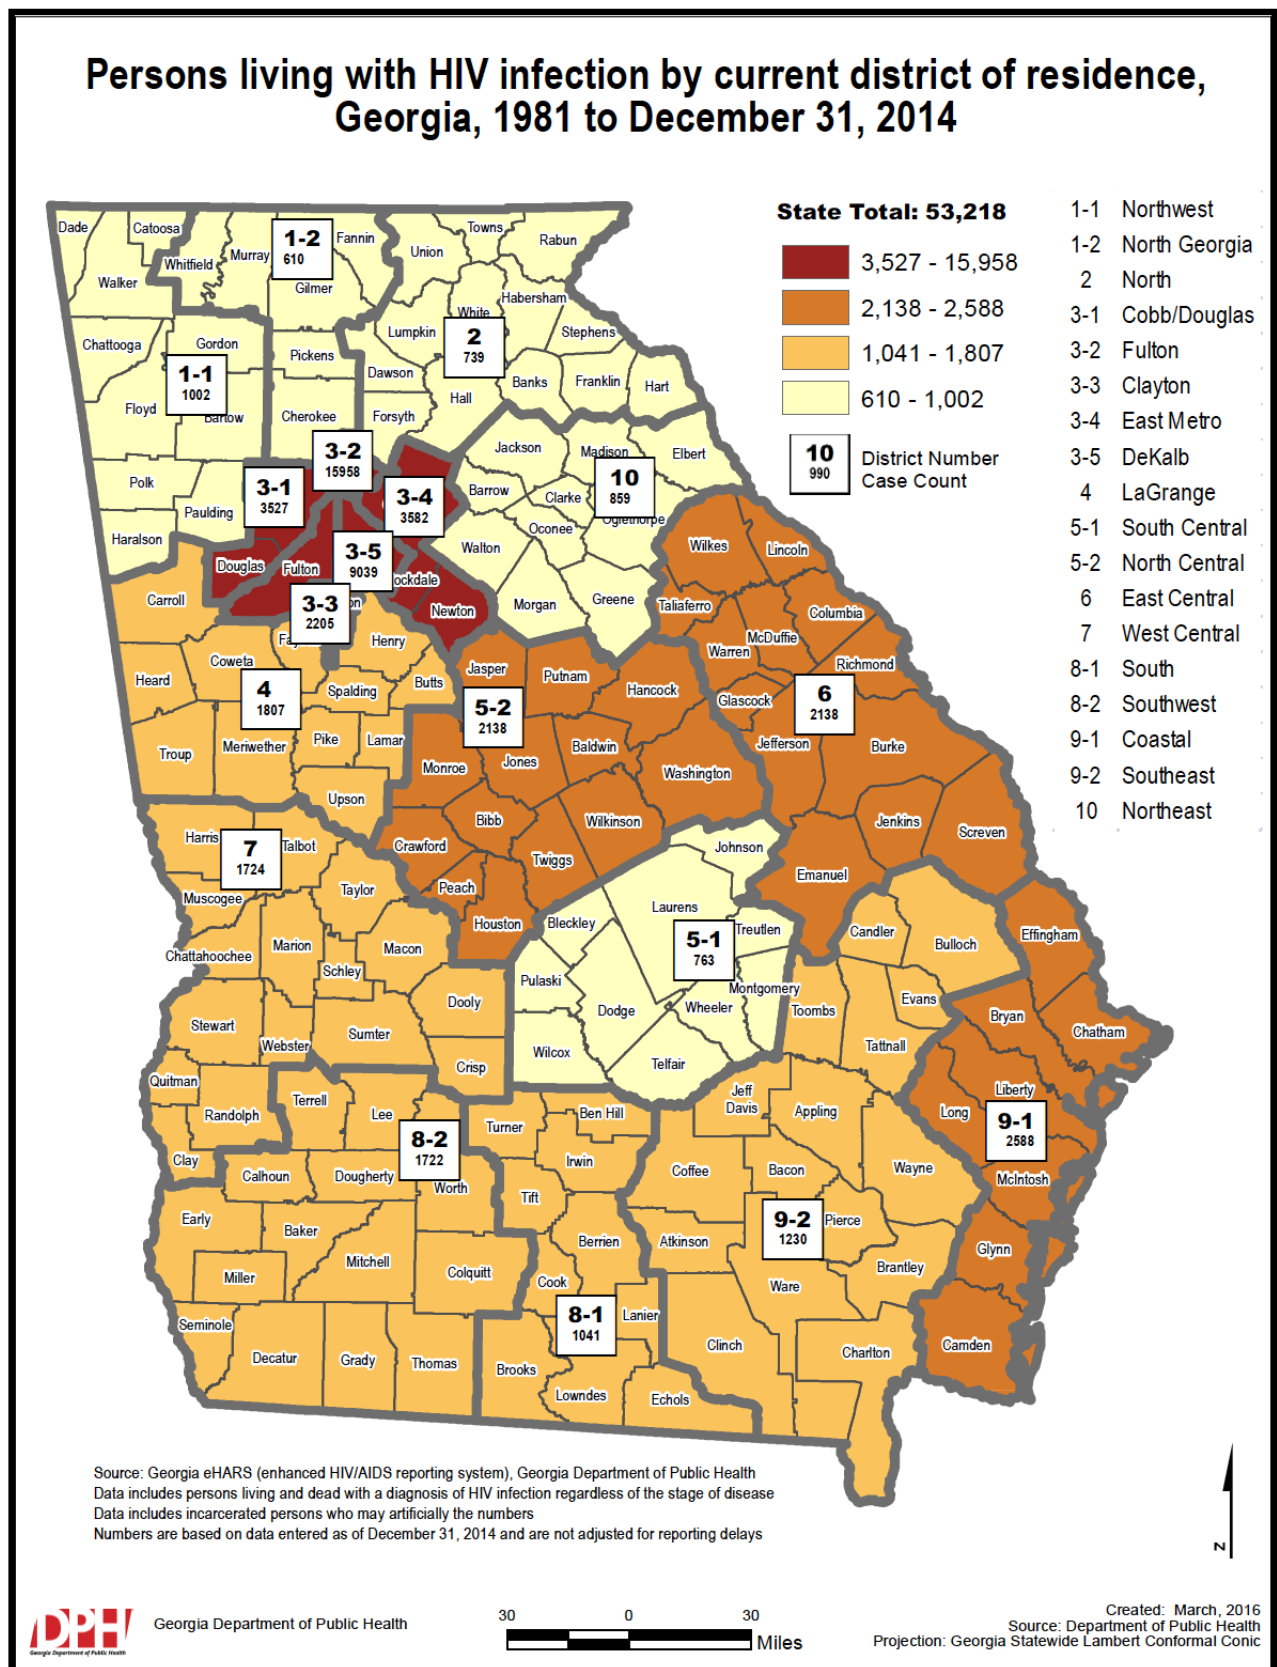 Persons living with HIV infection by current district of residence,
Georgia, 1981 to December 31, 2014
State Total: 53,218
3,527 - 15,958
2,138 - 2,588
1,041 - 1,807
610 - 1,002
10
990
District Number
Case Count
1-1 Northwest
1-2 North Georgia
2 North
3-1 Cobb/Douglas
3-2 Fulton
3-3 Clayton
3-4 East Metro
3-5 DeKalb
4 LaGrange
5-1 South Central
5-2 North Central
6 East Central
7 West Central
8-1 South
8-2 Southwest
9-1 Coastal
9-2 Southeast
10 Northeast
Dade
Catoosa
Whitfield
Murray
1-2
610
Fannin
Union
Towns
Rabun
Walker
Gilmer
White
Habersham
Lumpkin
Stephens
2
739
Chattooga
Gordon
Pickens
Dawson
1-1
1002
Floyd
Bartow
Cherokee
Forsyth
Hall
Banks
Franklin
Hart
3-2
15958
Jackson
Madison
Elbert
Polk
Paulding
3-1
3527
3-4
3582
Barrow
Clarke
10
859
Oglethorpe
Oconee
Haralson
Walton
Douglas
Fulton
3-5
9039
ockdale
Newton
Morgan
Greene
Wilkes
Lincoln
Carroll
3-3
2205
on
Fay
Henry
Taliaferro
Columbia
McDuffie
Warren
Richmond
Heard
Coweta
4
1807
Spalding
Butts
Jasper
Putnam
Hancock
5-2
2138
Glascock
6
2138
Troup
Meriwether
Pike
Lamar
Monroe
Jones
Baldwin
Washington
Jefferson
Burke
Upson
Bibb
Wilkinson
Jenkins
Screven
Harris
7
1724
Talbot
Crawford
Twiggs
Johnson
Emanuel
Muscogee
Taylor
Peach
Houston
Bleckley
Laurens
Treutlen
5-1
763
Candler
Bulloch
Effingham
Chattahoochee
Marion
Macon
Schley
Pulaski
Montgomery
Dooly
Dodge
Wheeler
Toombs
Evans
Bryan
Chatham
Stewart
Webster
Sumter
Wilcox
Telfair
Tattnall
Crisp
Quitman
Randolph
Terrell
Lee
Turner
Ben Hill
Jeff
Davis
Appling
Liberty
Long
9-1
2588
Clay
Calhoun
Dougherty
8-2
1722
Worth
Irwin
Tift
Coffee
Bacon
Wayne
McIntosh
Early
Baker
Mitchell
Colquitt
Berrien
Atkinson
9-2
1230
Pierce
Glynn
Miller
Cook
Ware
Brantley
Seminole
Decatur
Grady
Thomas
Brooks
8-1
1041
Lanier
Lowndes
Echols
Clinch
Charlton
Camden
Source: Georgia eHARS (enhanced HIV/AIDS reporting system), Georgia Department of Public Health
Data includes persons living and dead with a diagnosis of HIV infection regardless of the stage of disease
Data includes incarcerated persons who may artificially the numbers
Numbers are based on data entered as of December 31, 2014 and are not adjusted for reporting delays
N
DPH
Georgia Department of Public Health
Georgia Department of Public Health
30 0 30
Miles
Created: March, 2016
Source: Department of Public Health
Projection: Georgia Statewide Lambert Conformal Conic